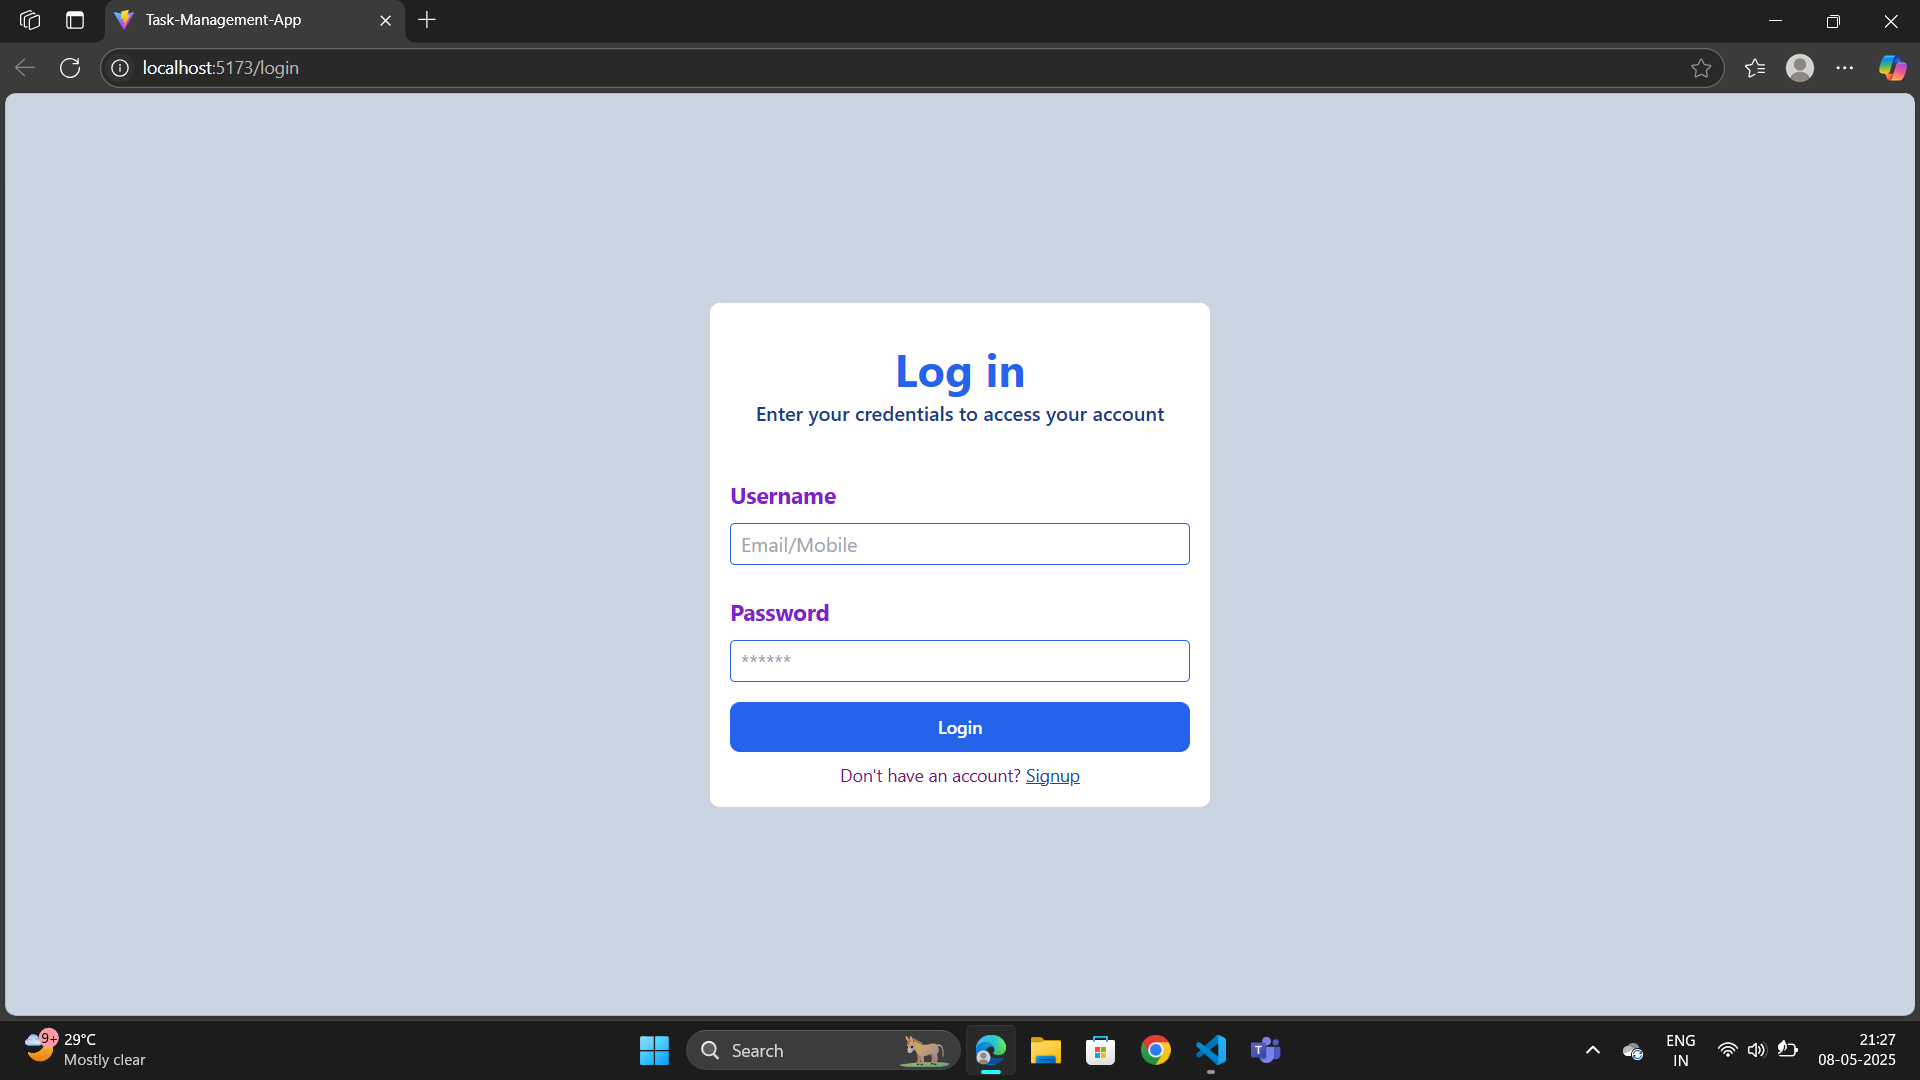 Task-Management-App
localhost:5173/login
Log in
Enter your credentials to access your account
Username
Email/Mobile
Password
******
Login
Don't have an account? Signup
9+
29°C
Mostly clear
Search
T
ENG
IN
21:27
08-05-2025